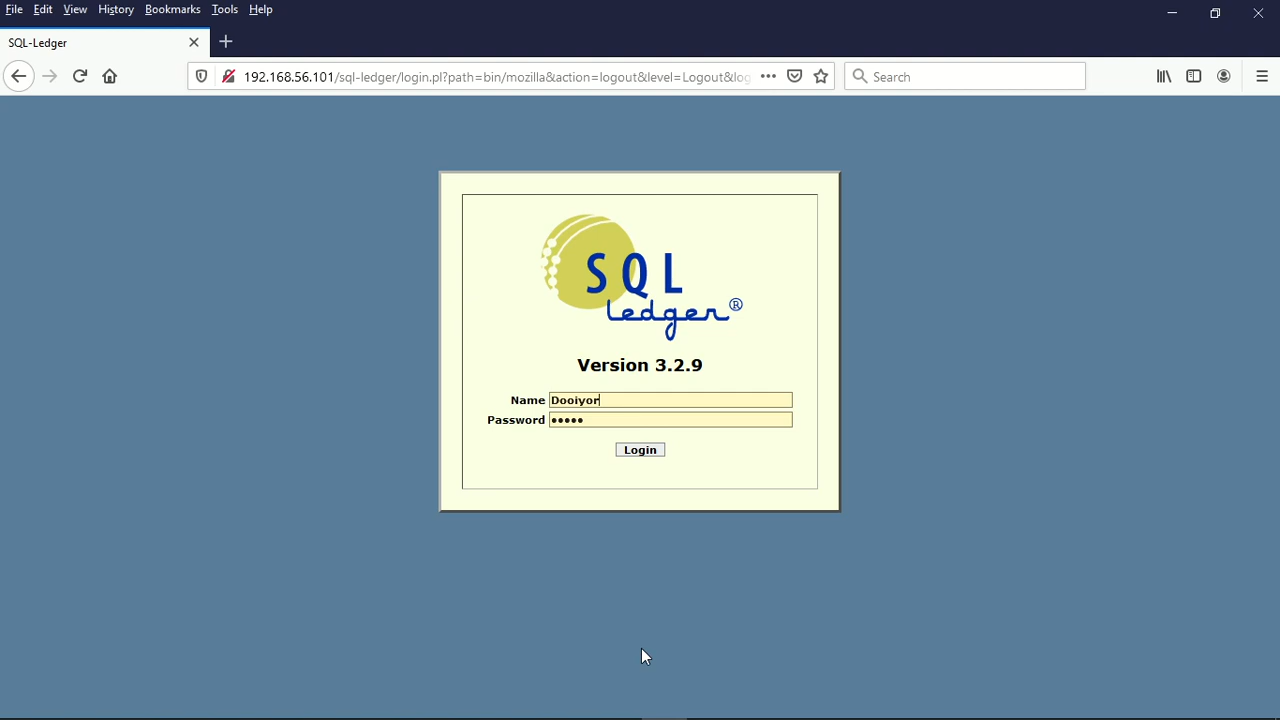 File Edit View History Bookmarks Tools Help
SQL-Ledger
192.168.56.101/sql-ledger/login.pl?path=bin/mozilla&action=logout&level=Logout&log
Search
SQL
ledger®
Version 3.2.9
Name Dooiyor
Password •••••
Login